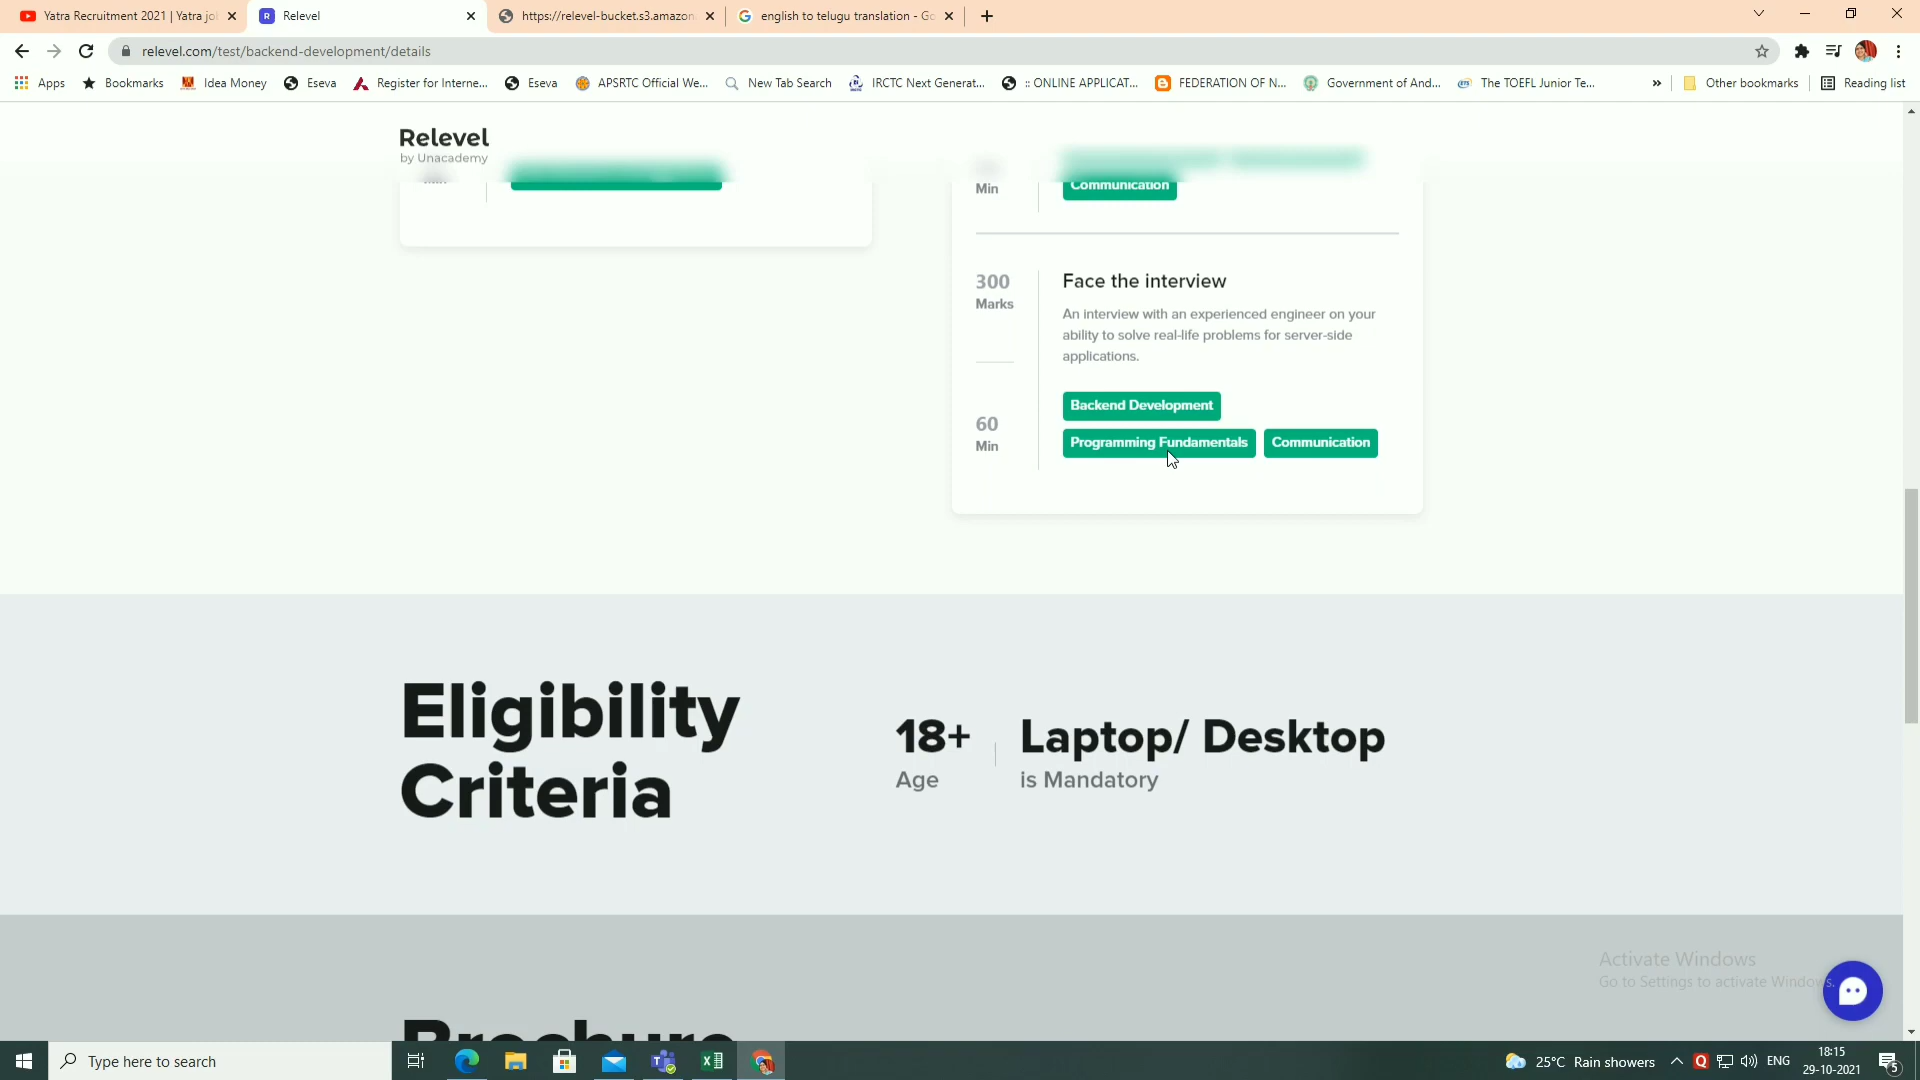 Yatra Recruitment 2021 | Yatra jo
Relevel
https://relevel-bucket.s3.amazon
english to telugu translation - Go
relevel.com/test/backend-development/details
Apps
Bookmarks
Idea Money
Eseva
Register for Interne...
Eseva
APSRTC Official We...
New Tab Search
IRCTC Next Generat...
:: ONLINE APPLICAT...
FEDERATION OF N...
Government of And...
The TOEFL Junior Te...
»
Other bookmarks
Reading list
Relevel
by Unacademy
Min
Communication
300
Marks
Face the interview
An interview with an experienced engineer on your
ability to solve real-life problems for server-side
applications.
60
Min
Backend Development
Programming Fundamentals
Communication
Eligibility
Criteria
18+
Age
Laptop/ Desktop
is Mandatory
Brochure
Activate Windows
Go to Settings to activate Windows.
Type here to search
25°C Rain showers
ENG
18:15
29-10-2021
5